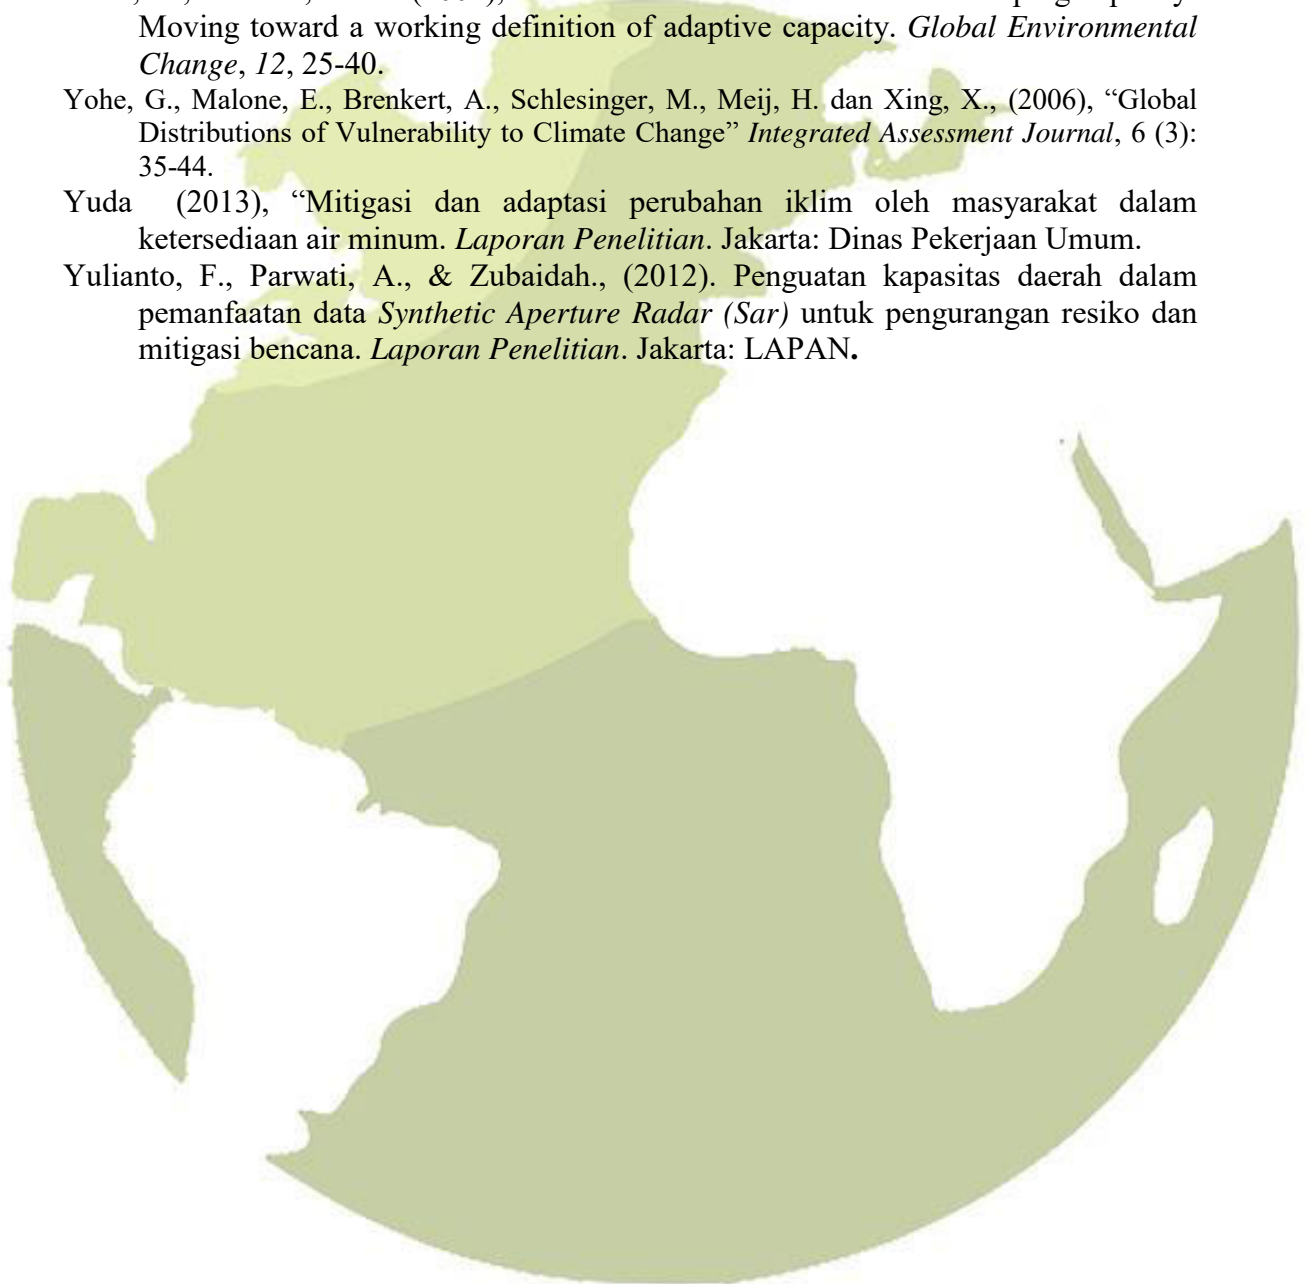 Moving toward a working definition of adaptive capacity. Global Environmental
Change, 12, 25-40.
Yohe, G., Malone, E., Brenkert, A., Schlesinger, M., Meij, H. dan Xing, X., (2006), “Global
Distributions of Vulnerability to Climate Change” Integrated Assessment Journal, 6 (3):
35-44.
Yuda (2013), “Mitigasi dan adaptasi perubahan iklim oleh masyarakat dalam
ketersediaan air minum. Laporan Penelitian. Jakarta: Dinas Pekerjaan Umum.
Yulianto, F., Parwati, A., & Zubaidah., (2012). Penguatan kapasitas daerah dalam
pemanfaatan data Synthetic Aperture Radar (Sar) untuk pengurangan resiko dan
mitigasi bencana. Laporan Penelitian. Jakarta: LAPAN.